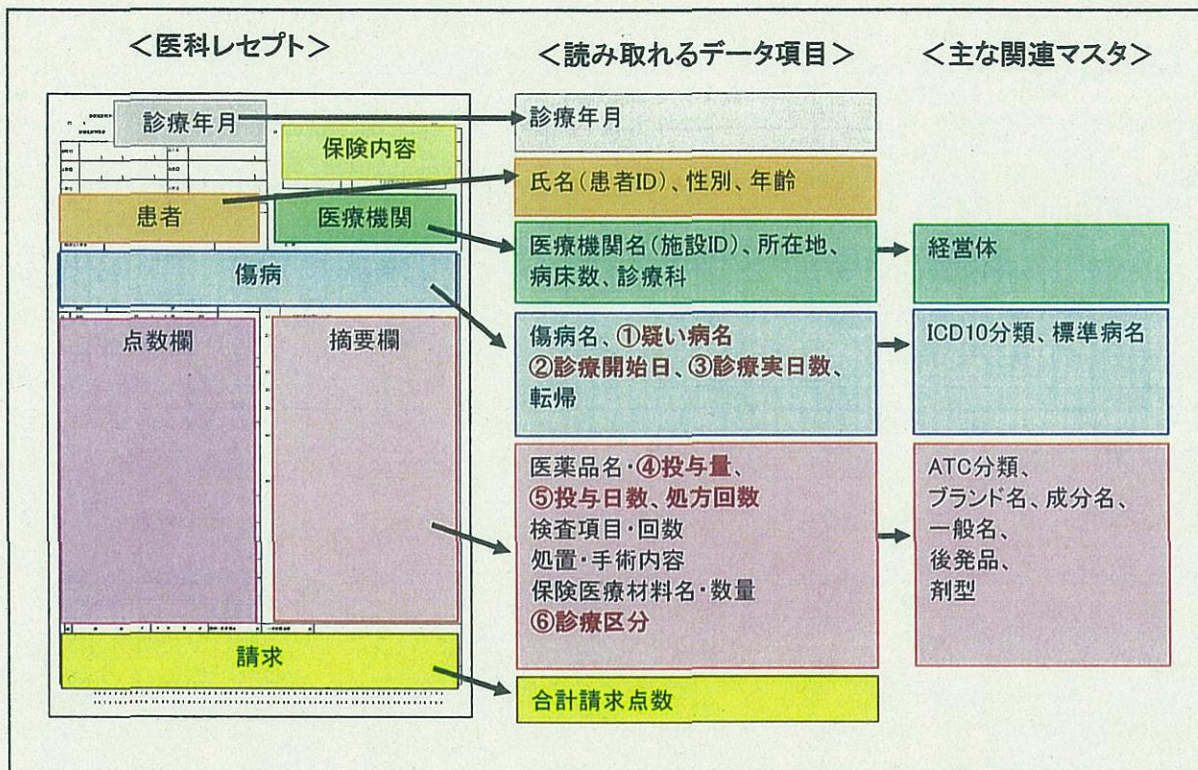 ＜医科レセプト＞
＜読み取れるデータ項目＞
＜主な関連マスタ＞
診療年月
保険内容
患者
医療機関
傷病
点数欄
摘要欄
請求
診療年月
氏名(患者ID)、性別、年齢
医療機関名(施設ID)、所在地、
病床数、診療科
傷病名、①疑い病名
②診療開始日、③診療実日数、
転帰
医薬品名・④投与量、
⑤投与日数、処方回数
検査項目・回数
処置・手術内容
保険医療材料名・数量
⑥診療区分
合計請求点数
経営体
ICD10分類、標準病名
ATC分類、
ブランド名、成分名、
一般名、
後発品、
剤型